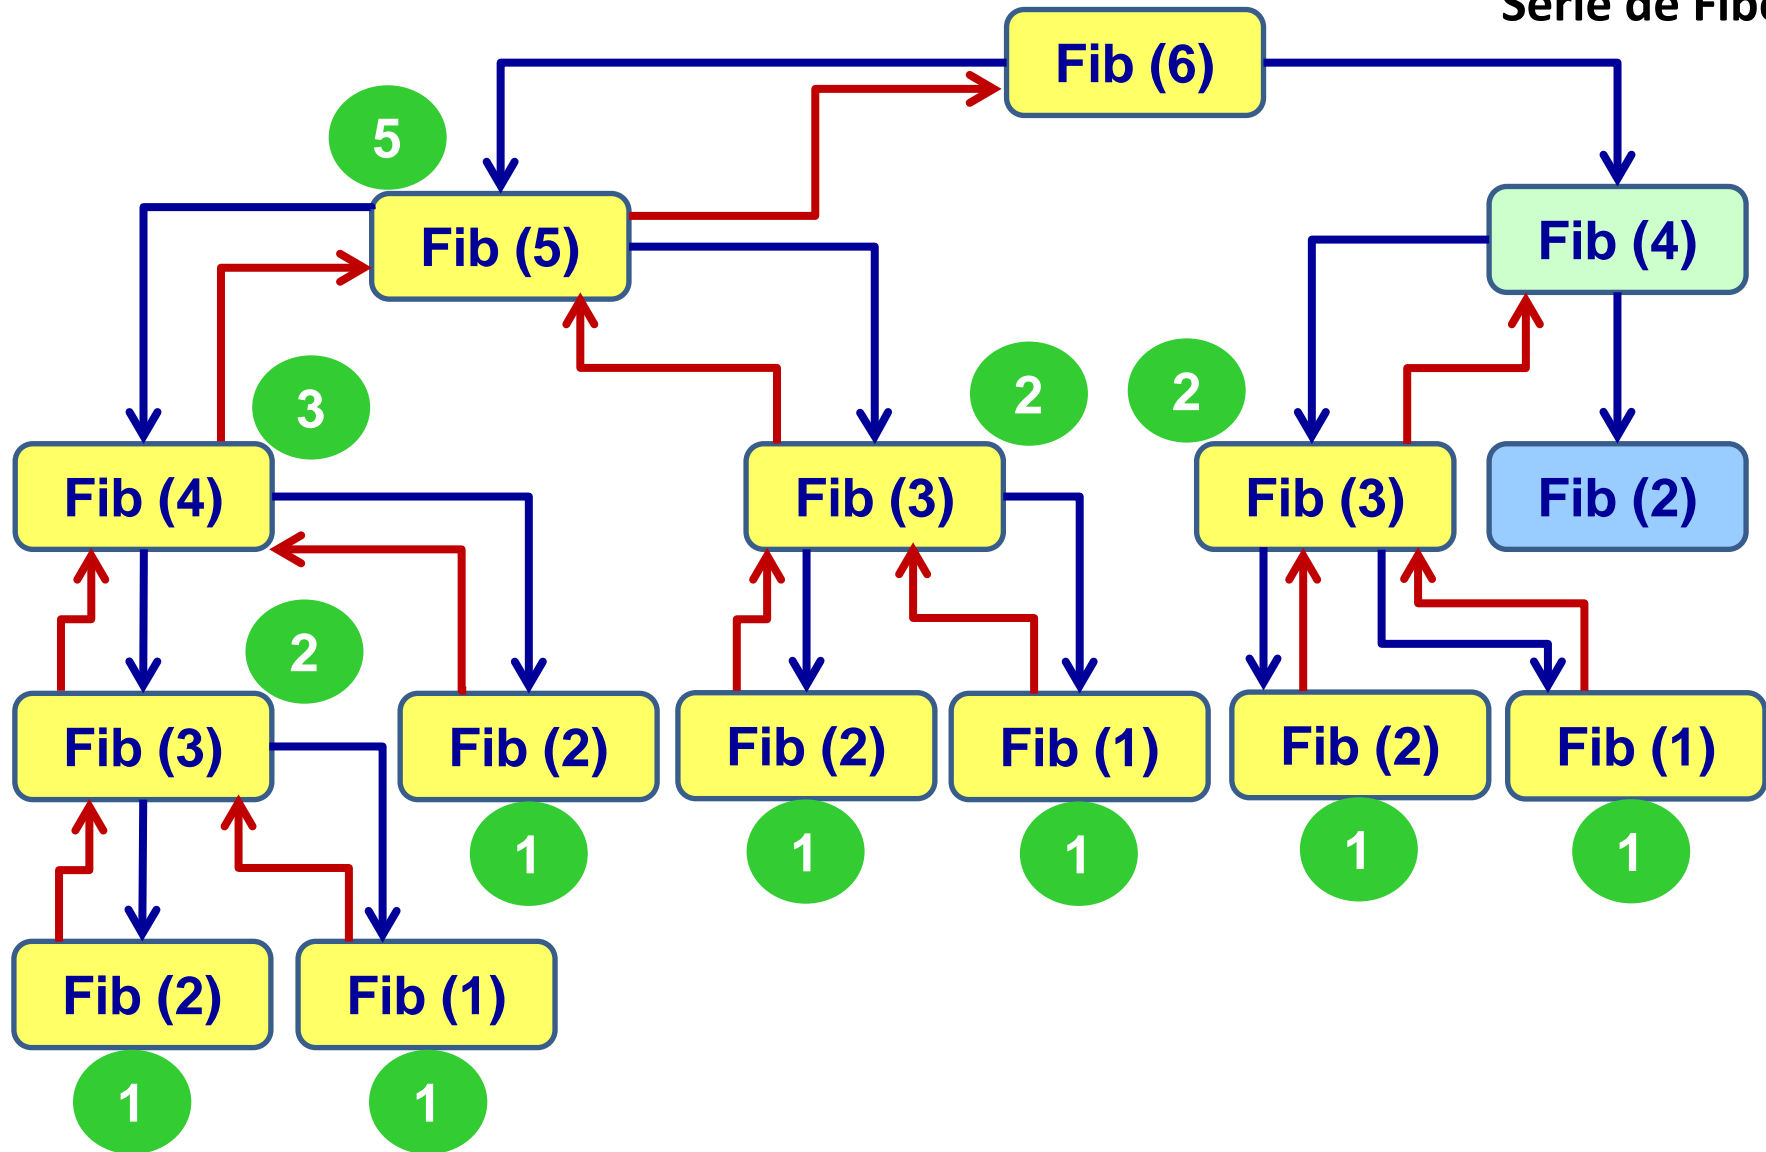 Serie de Fibo
Fib (6)
5
Fib (5)
Fib (4)
3
2
2
Fib (4)
Fib (3)
Fib (3)
Fib (2)
2
Fib (3)
Fib (2)
Fib (2)
Fib (1)
Fib (2)
Fib (1)
1
1
1
1
1
Fib (2)
Fib (1)
1
1